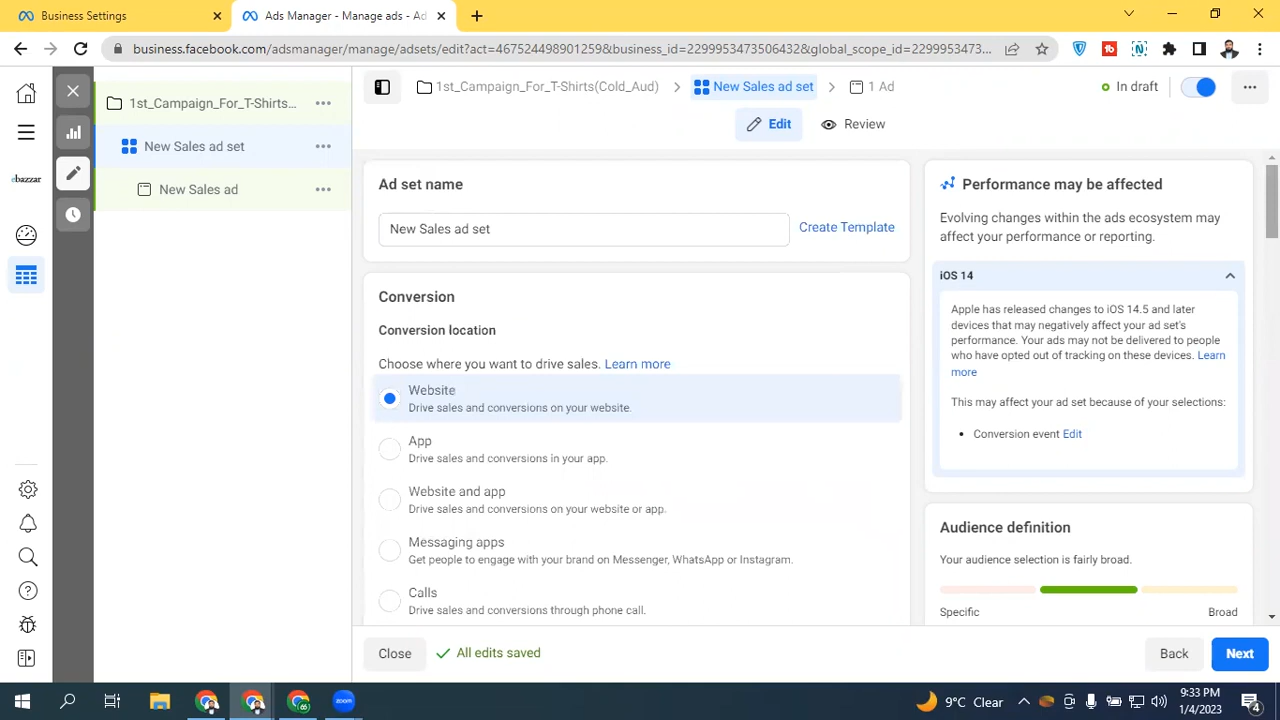 Business Settings
Ads Manager - Manage ads - Ad
business.facebook.com/adsmanager/manage/adsets/edit?act=467524498901259&business_id=2299953473506432&global_scope_id=2299953473...
1st_Campaign_For_T-Shirts...
New Sales ad set
New Sales ad
ebazzar
1st_Campaign_For_T-Shirts(Cold_Aud)
New Sales ad set
1 Ad
In draft
Edit
Review
Ad set name
New Sales ad set
Create Template
Conversion
Conversion location
Choose where you want to drive sales. Learn more
Website
Drive sales and conversions on your website.
App
Drive sales and conversions in your app.
Website and app
Drive sales and conversions on your website or app.
Messaging apps
Get people to engage with your brand on Messenger, WhatsApp or Instagram.
Calls
Drive sales and conversions through phone call.
Performance may be affected
Evolving changes within the ads ecosystem may
affect your performance or reporting.
iOS 14
Apple has released changes to iOS 14.5 and later
devices that may negatively affect your ad set's
performance. Your ads may not be delivered to people
who have opted out of tracking on these devices. Learn
more
This may affect your ad set because of your selections:
• Conversion event Edit
Audience definition
Your audience selection is fairly broad.
Specific
Broad
Close
All edits saved
Back
Next
zoom
9°C Clear
9:33 PM
1/4/2023
4